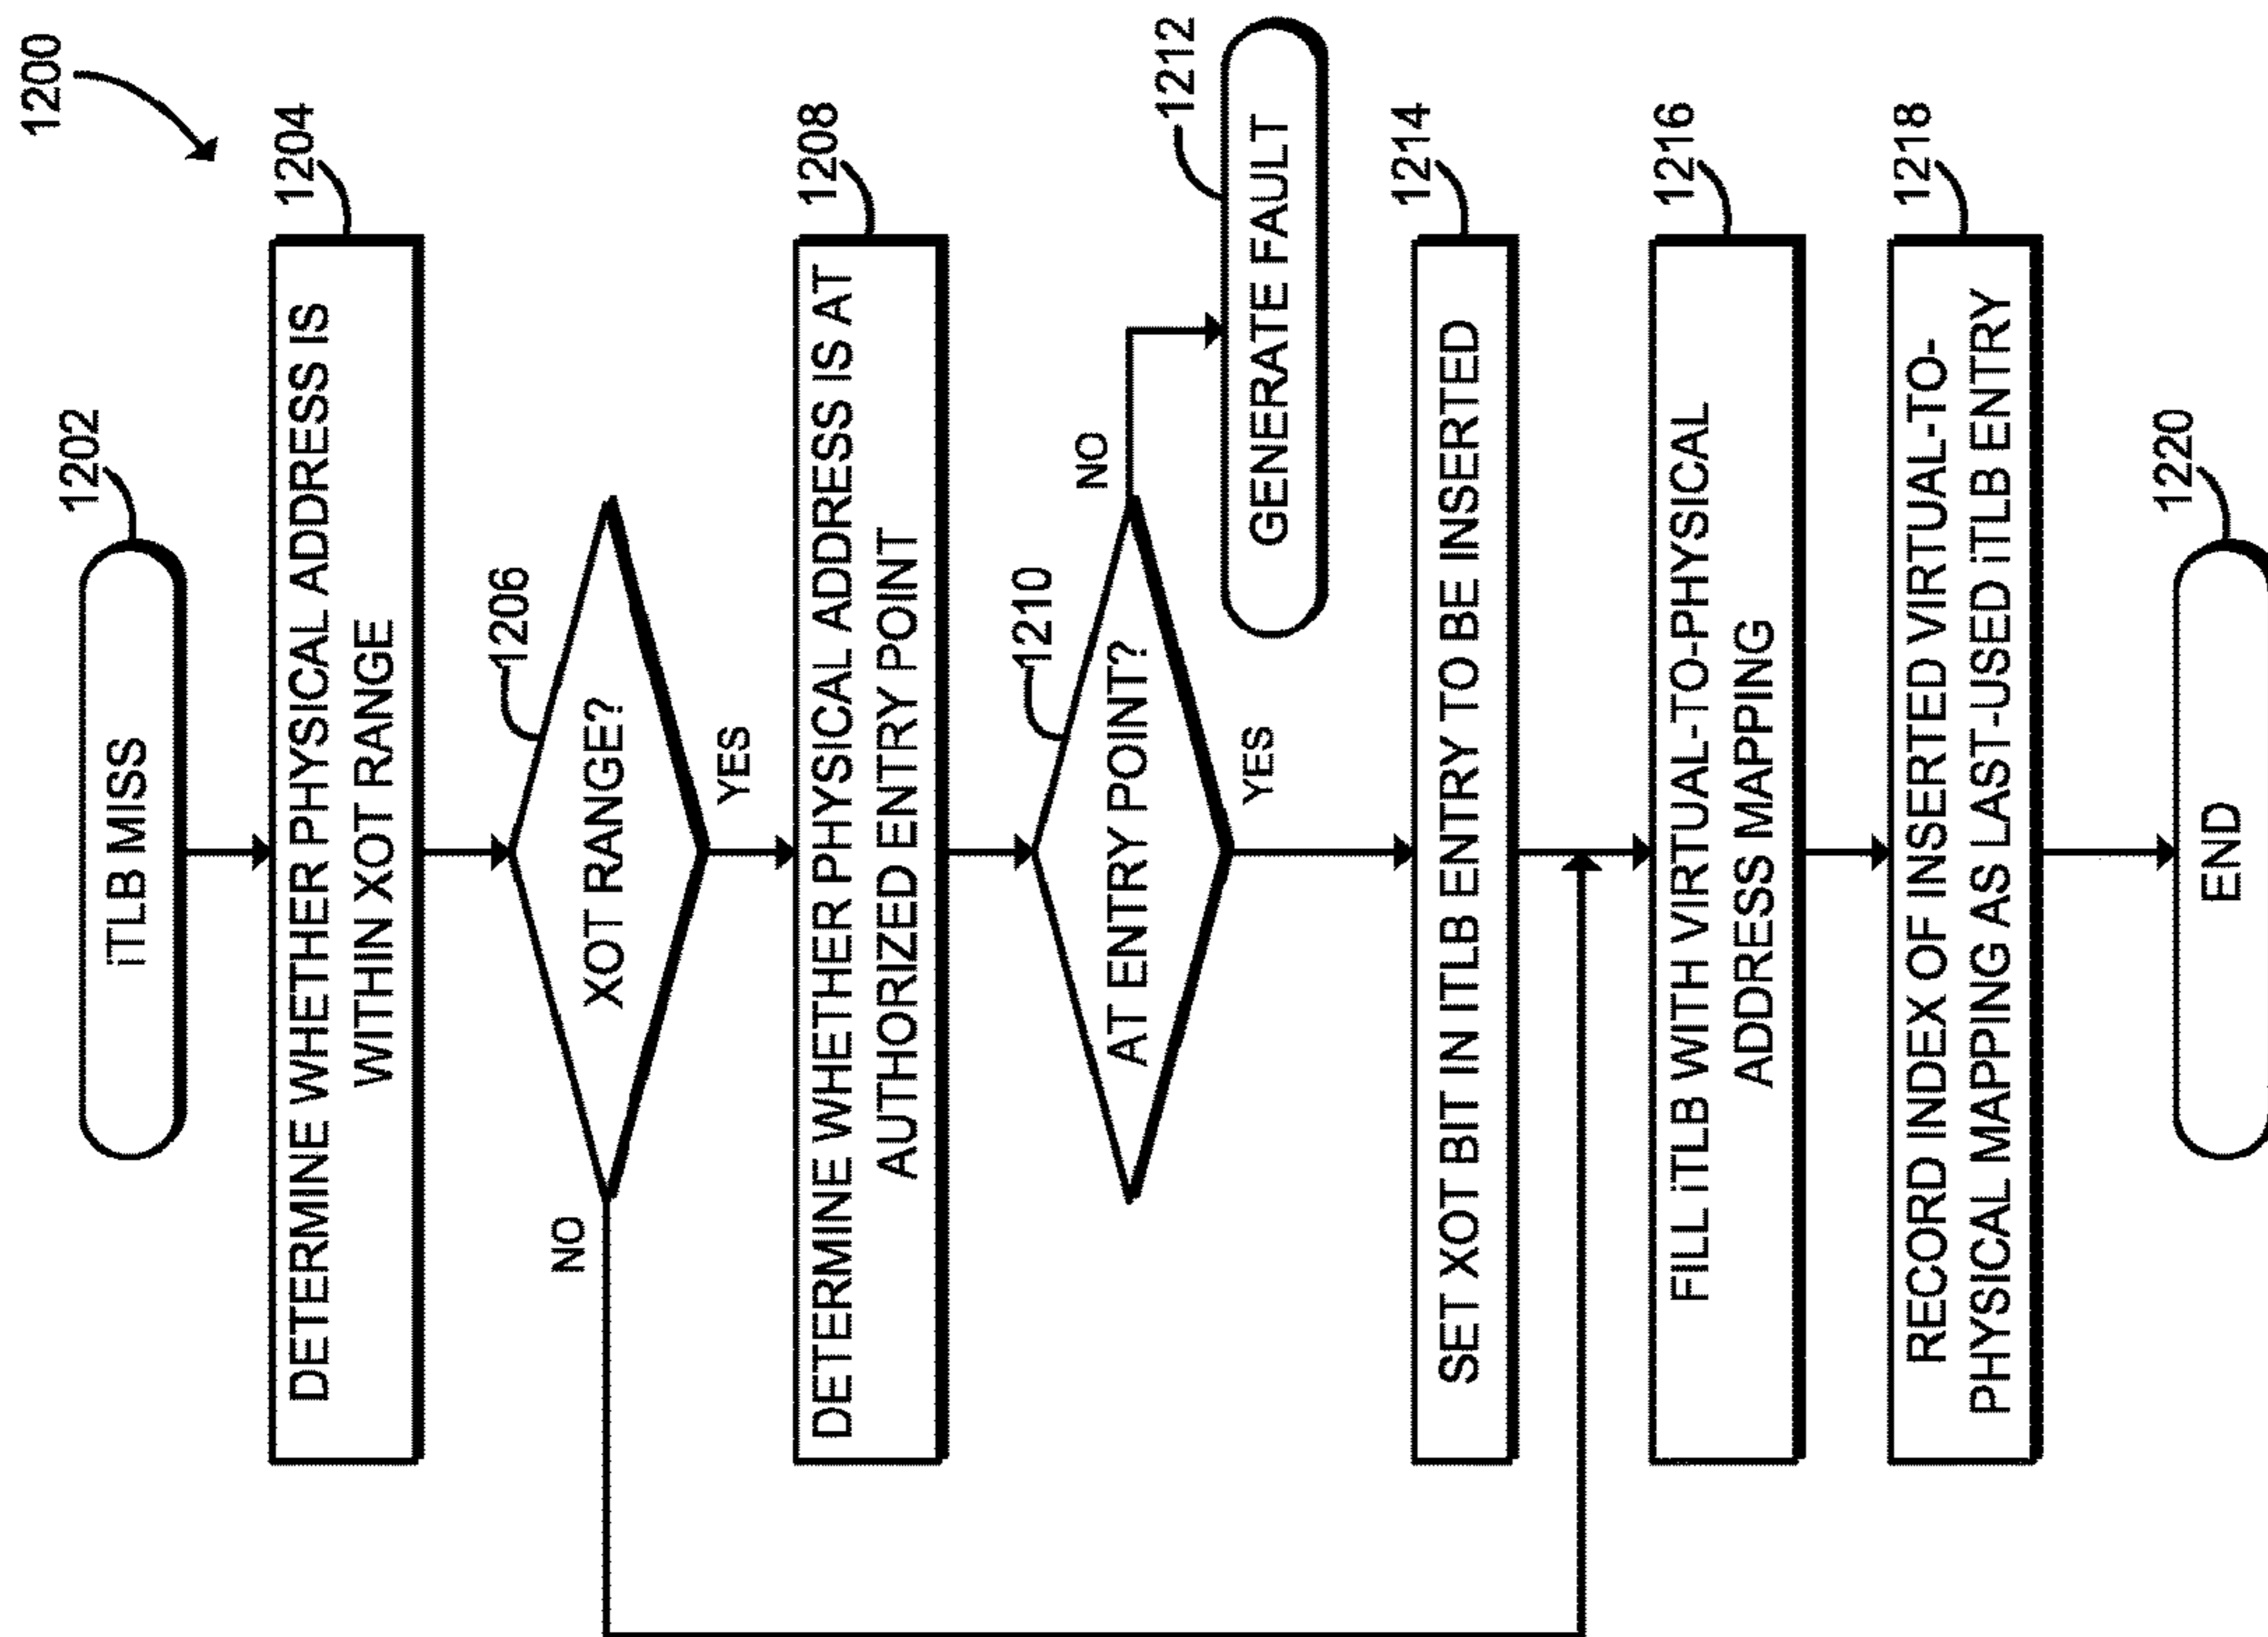 1200
1202
iTLB MISS
1204
DETERMINE WHETHER PHYSICAL ADDRESS IS
WITHIN XOT RANGE
1206
XOT RANGE?
NO
YES
1208
DETERMINE WHETHER PHYSICAL ADDRESS IS AT
AUTHORIZED ENTRY POINT
1210
AT ENTRY POINT?
NO
1212
GENERATE FAULT
YES
1214
SET XOT BIT IN ITLB ENTRY TO BE INSERTED
1216
FILL iTLB WITH VIRTUAL-TO-PHYSICAL
ADDRESS MAPPING
1218
RECORD INDEX OF INSERTED VIRTUAL-TO-
PHYSICAL MAPPING AS LAST-USED iTLB ENTRY
1220
END